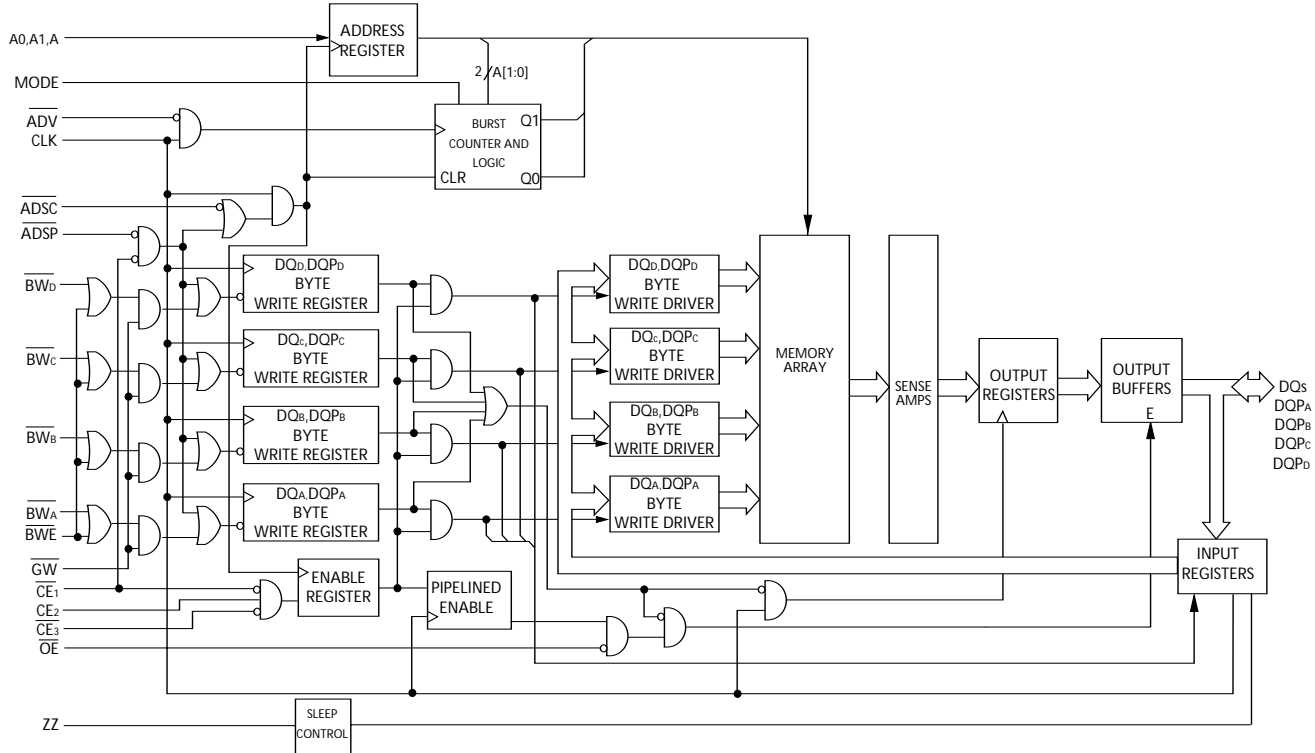 A0,A1,A
MODE
ADV
CLK
ADSC
ADSP
BWD
BWC
BWB
BWA
BWE
GW
CE1
CE2
CE3
OE
ZZ
ADDRESS
REGISTER
2
A[1:0]
BURST
COUNTER AND
LOGIC
CLR
Q1
Q0
DQD,DQPD
BYTE
WRITE REGISTER
DQC,DQPC
BYTE
WRITE REGISTER
DQB,DQPB
BYTE
WRITE REGISTER
DQA,DQPA
BYTE
WRITE REGISTER
ENABLE
REGISTER
PIPELINED
ENABLE
SLEEP
CONTROL
DQD,DQPD
BYTE
WRITE DRIVER
DQC,DQPC
BYTE
WRITE DRIVER
DQB,DQPB
BYTE
WRITE DRIVER
DQA,DQPA
BYTE
WRITE DRIVER
MEMORY
ARRAY
SENSE
AMPS
OUTPUT
REGISTERS
OUTPUT
BUFFERS
E
INPUT
REGISTERS
DQs
DQPA
DQPB
DQPC
DQPD